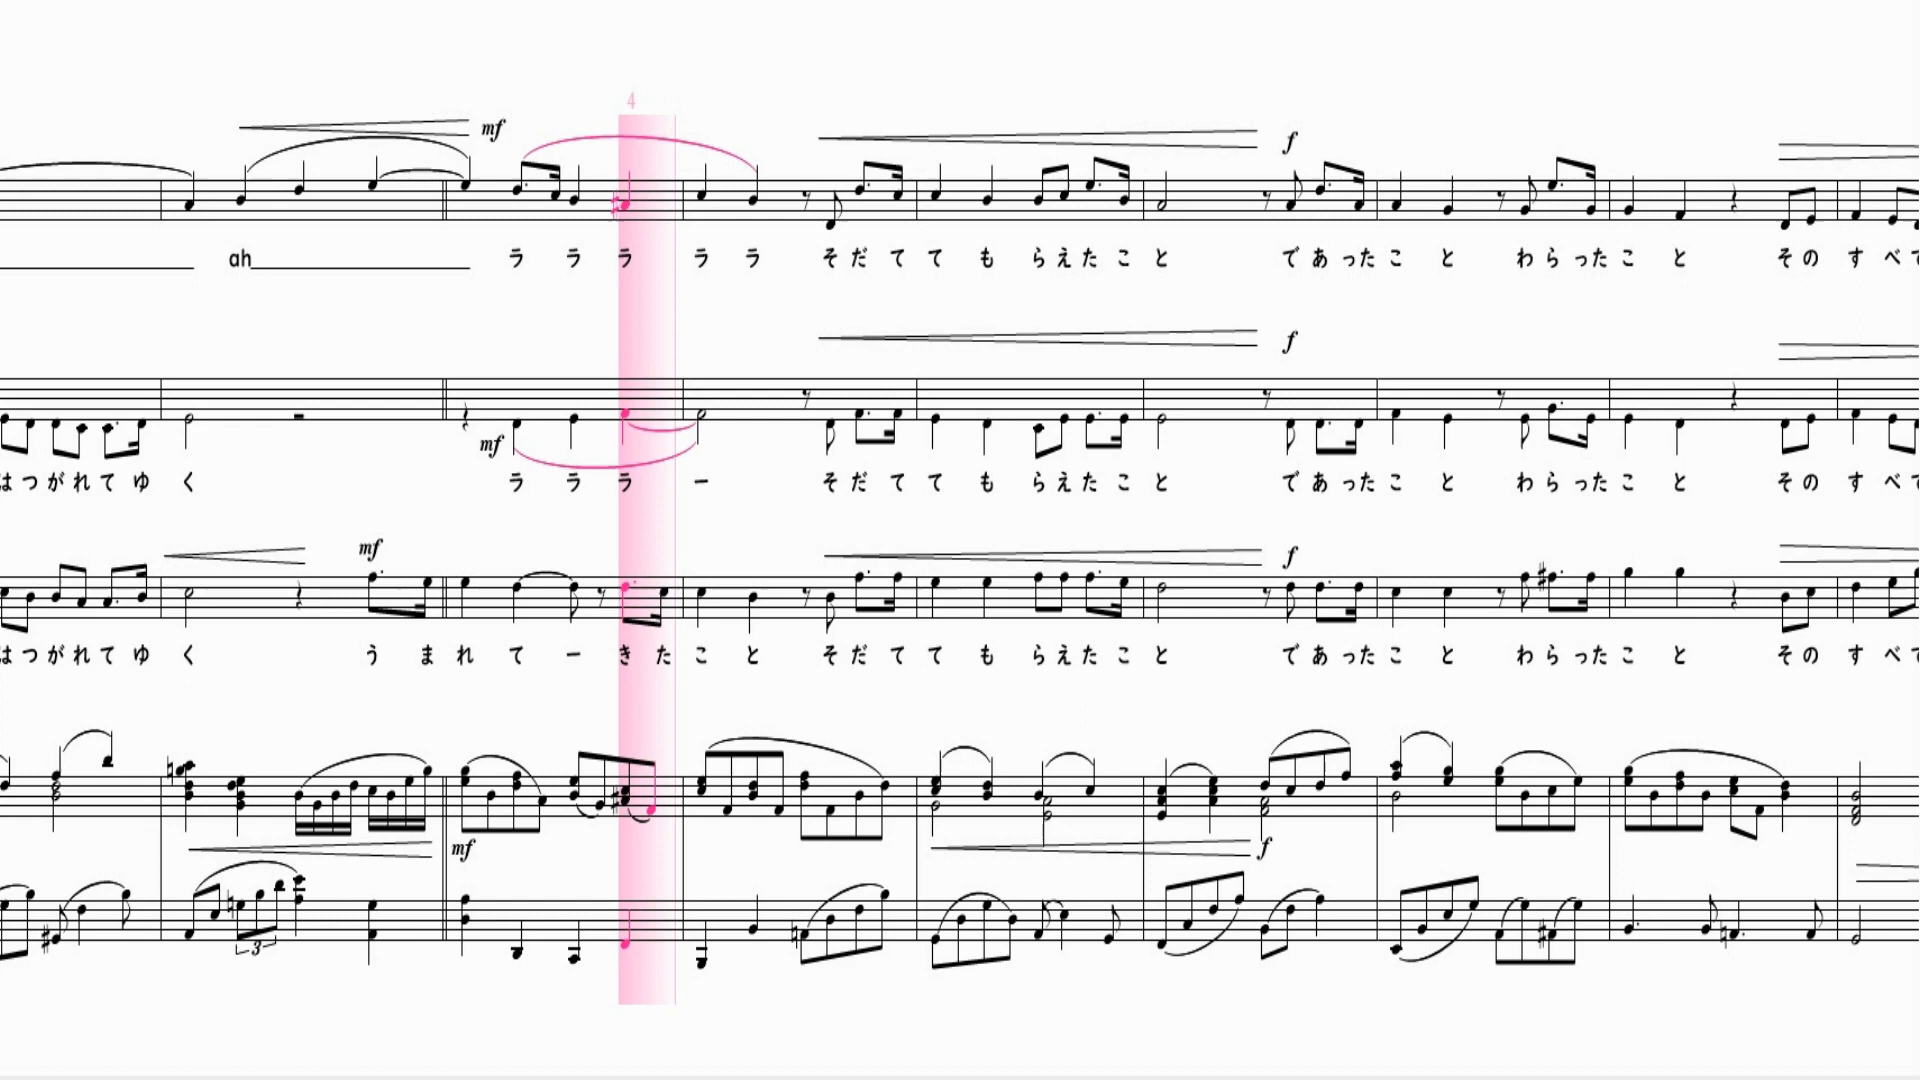 4
mf f
ah ラ ラ ラ ラ ラ そ だ て て も ら え た こ と で あ った こ と わ ら った こ と そ の す べ て
f
mf
は つ が れ て ゆ く ラ ラ ラ ー そ だ て て も ら え た こ と で あ った こ と わ ら った こ と そ の す べ て
mf f
は つ が れ て ゆ く う ま れ て ー き た こ と そ だ て て も ら え た こ と で あ った こ と わ ら った こ と そ の す べ て
mf f
3